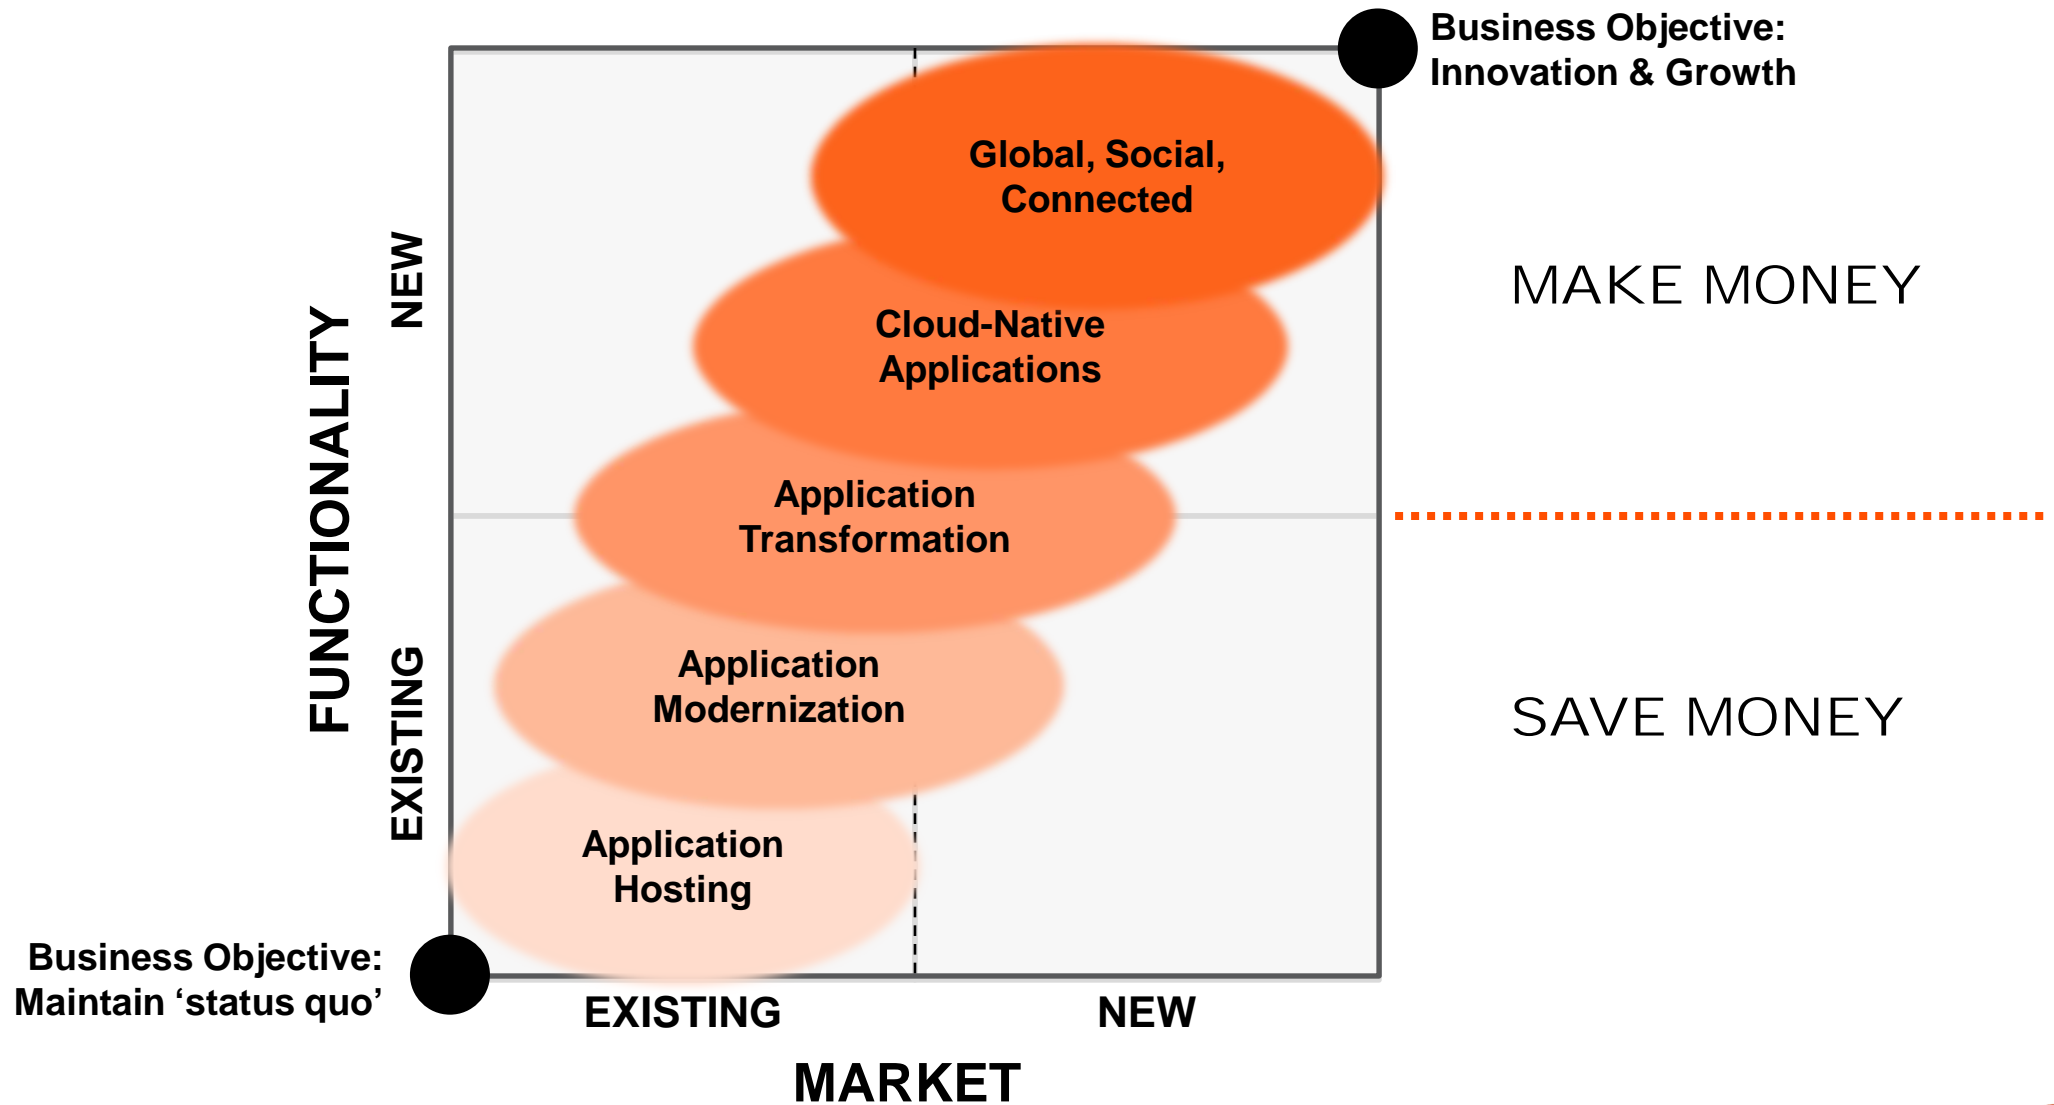 Business Objective:
Innovation & Growth
Global, Social,
Connected
NEW
MAKE MONEY
Cloud-Native
Applications
FUNCTIONALITY
Application
Transformation
Application
Modernization
EXISTING
SAVE MONEY
Application
Hosting
Business Objective:
Maintain ‘status quo’
EXISTING
NEW
MARKET